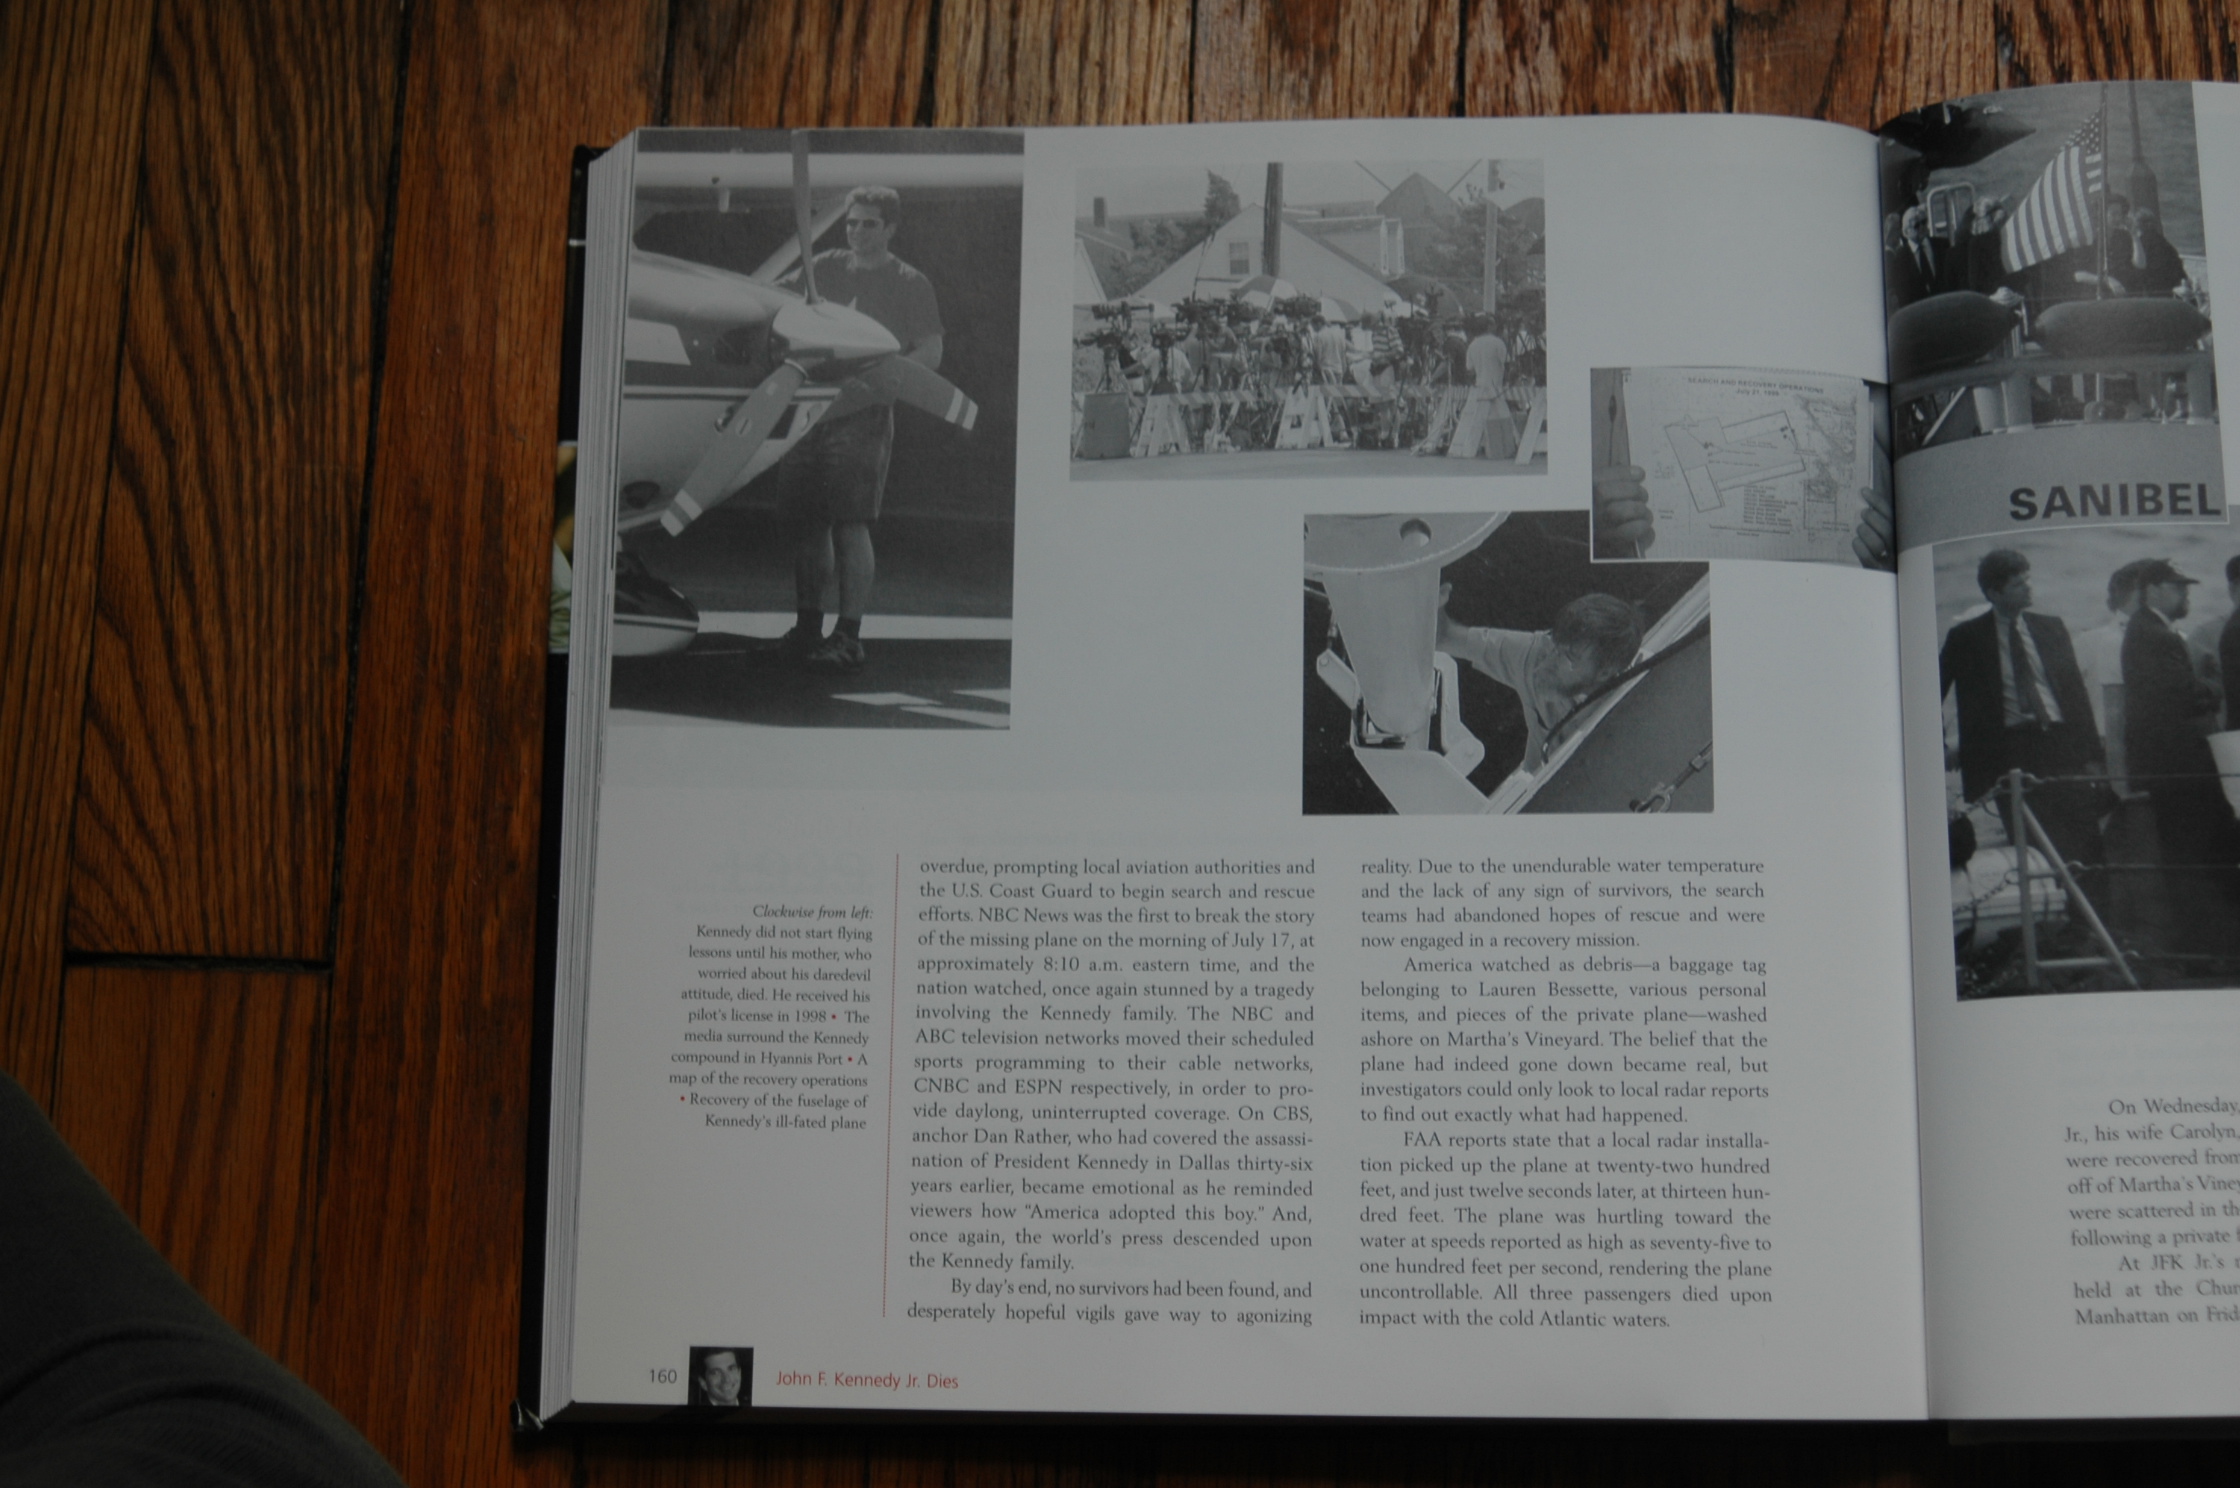 SEARCH AND RECOVERY OPERATIONS
July 21, 1999
SANIBEL
Clockwise from left:
Kennedy did not start flying
lessons until his mother, who
worried about his daredevil
attitude, died. He received his
pilot's license in 1998 • The
media surround the Kennedy
compound in Hyannis Port • A
map of the recovery operations
• Recovery of the fuselage of
Kennedy's ill-fated plane
overdue, prompting local aviation authorities and
the U.S. Coast Guard to begin search and rescue
efforts. NBC News was the first to break the story
of the missing plane on the morning of July 17, at
approximately 8:10 a.m. eastern time, and the
nation watched, once again stunned by a tragedy
involving the Kennedy family. The NBC and
ABC television networks moved their scheduled
sports programming to their cable networks,
CNBC and ESPN respectively, in order to pro-
vide daylong, uninterrupted coverage. On CBS,
anchor Dan Rather, who had covered the assassi-
nation of President Kennedy in Dallas thirty-six
years earlier, became emotional as he reminded
viewers how "America adopted this boy." And,
once again, the world's press descended upon
the Kennedy family.
By day's end, no survivors had been found, and
desperately hopeful vigils gave way to agonizing
reality. Due to the unendurable water temperature
and the lack of any sign of survivors, the search
teams had abandoned hopes of rescue and were
now engaged in a recovery mission.
America watched as debris—a baggage tag
belonging to Lauren Bessette, various personal
items, and pieces of the private plane—washed
ashore on Martha's Vineyard. The belief that the
plane had indeed gone down became real, but
investigators could only look to local radar reports
to find out exactly what had happened.
FAA reports state that a local radar installa-
tion picked up the plane at twenty-two hundred
feet, and just twelve seconds later, at thirteen hun-
dred feet. The plane was hurtling toward the
water at speeds reported as high as seventy-five to
one hundred feet per second, rendering the plane
uncontrollable. All three passengers died upon
impact with the cold Atlantic waters.
160
John F. Kennedy Jr. Dies
On Wednesday,
Jr., his wife Carolyn,
were recovered from
off of Martha's Viney
were scattered in th
following a private f
At JFK Jr.'s
held at the Chur
Manhattan on Frid